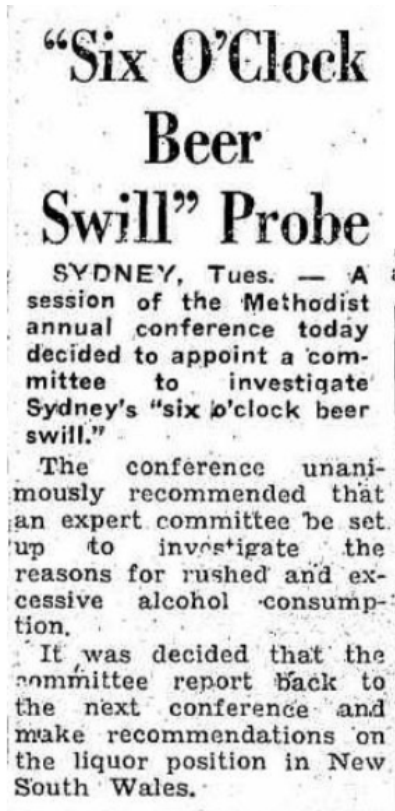 “Six O’Clock
Beer
Swill” Probe
SYDNEY, Tues. — A
session of the Methodist
annual conference today
decided to appoint a com-
mittee to investigate
Sydney’s “six o’clock beer
swill.”
The conference unani-
mously recommended that
an expert committee be set
up to investigate the
reasons for rushed and ex-
cessive alcohol consump-
tion.
It was decided that the
committee report back to
the next conference and
make recommendations on
the liquor position in New
South Wales.